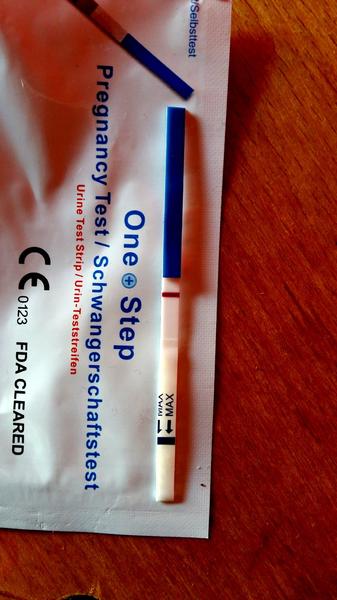 /Selbsttest
One Step
Pregnancy Test / Schwangerschaftstest
Urine Test Strip / Urin-Teststreifen
CE 0123 FDA CLEARED
MAX
MAX